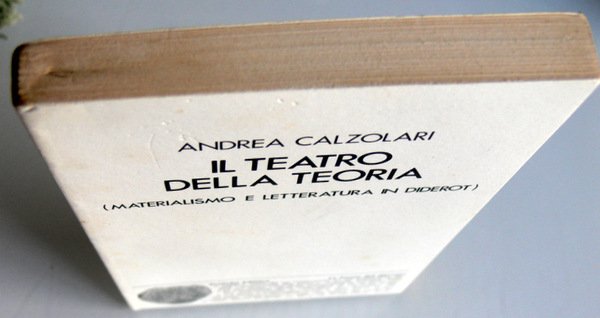 ANDREA CALZOLARI
IL TEATRO
DELLA TEORIA
(MATERIALISMO E LETTERATURA IN DIDEROT)